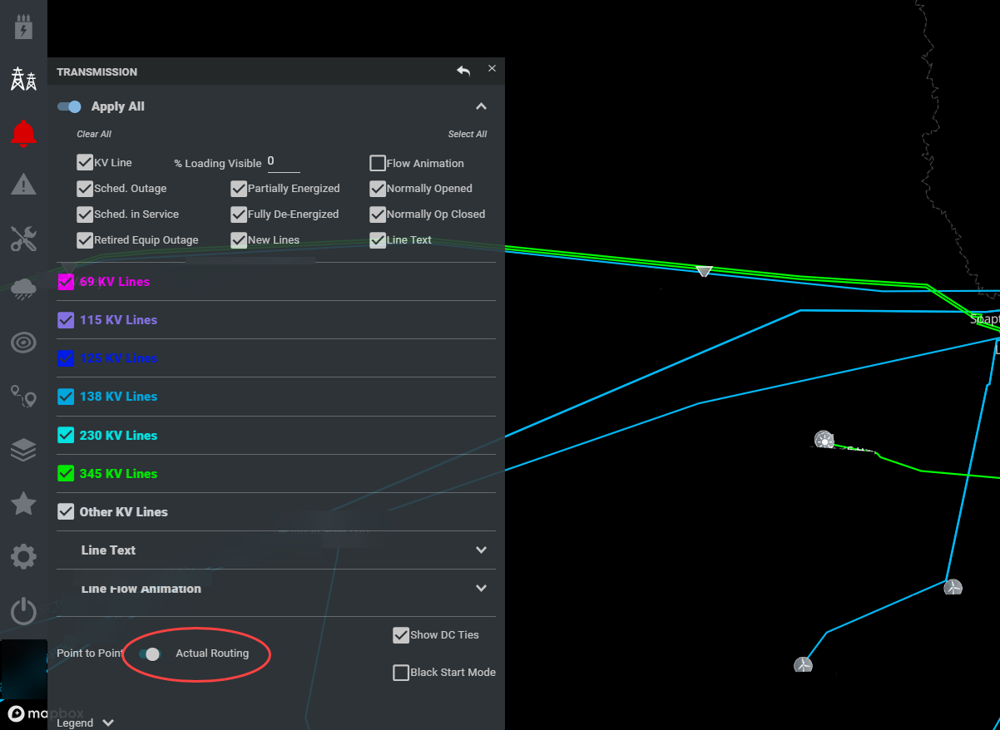 TRANSMISSION
Apply All
Clear All
Select All
KV Line
% Loading Visible 0
Flow Animation
Sched. Outage
Partially Energized
Normally Opened
Sched. in Service
Fully De-Energized
Normally Op Closed
Retired Equip Outage
New Lines
Line Text
69 KV Lines
115 KV Lines
125 KV Lines
138 KV Lines
230 KV Lines
345 KV Lines
Other KV Lines
Line Text
Line Flow Animation
Show DC Ties
Point to Point
Actual Routing
Black Start Mode
mapbox
Legend
Soapt